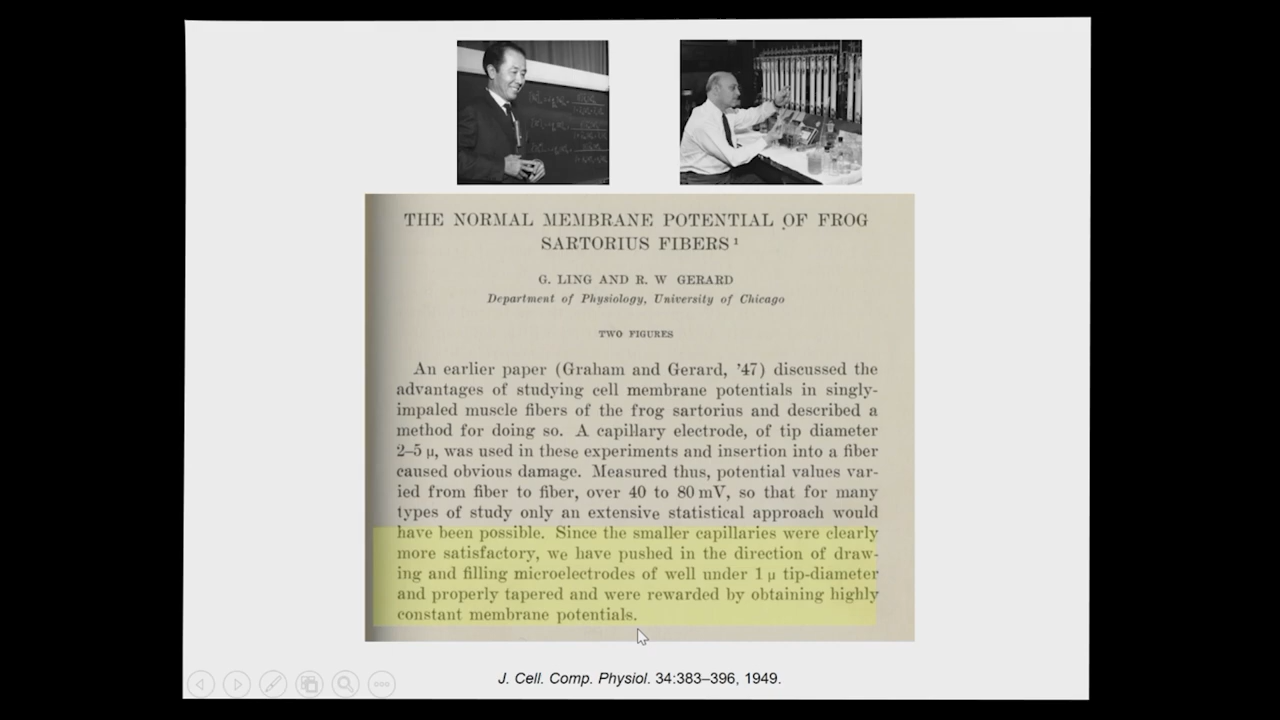 THE NORMAL MEMBRANE POTENTIAL OF FROG
SARTORIUS FIBERS ¹
G. LING AND R. W GERARD
Department of Physiology, University of Chicago
TWO FIGURES
An earlier paper (Graham and Gerard, '47) discussed the
advantages of studying cell membrane potentials in singly-
impaled muscle fibers of the frog sartorius and described a
method for doing so. A capillary electrode, of tip diameter
2–5 µ, was used in these experiments and insertion into a fiber
caused obvious damage. Measured thus, potential values var-
ied from fiber to fiber, over 40 to 80 mV, so that for many
types of study only an extensive statistical approach would
have been possible. Since the smaller capillaries were clearly
more satisfactory, we have pushed in the direction of draw-
ing and filling microelectrodes of well under 1 µ tip-diameter
and properly tapered and were rewarded by obtaining highly
constant membrane potentials.
J. Cell. Comp. Physiol. 34:383–396, 1949.